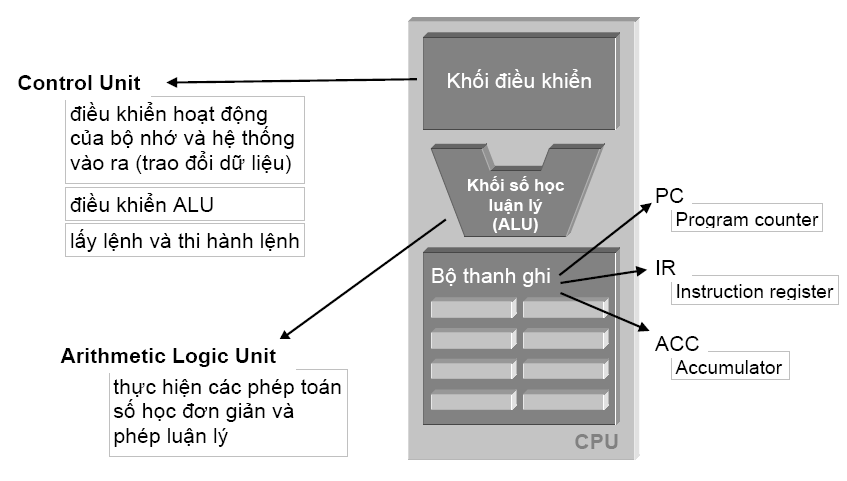 Control Unit
điều khiển hoạt động
của bộ nhớ và hệ thống
vào ra (trao đổi dữ liệu)
điều khiển ALU
lấy lệnh và thi hành lệnh
Arithmetic Logic Unit
thực hiện các phép toán
số học đơn giản và
phép luận lý
Khối điều khiển
Khối số học
luận lý
(ALU)
Bộ thanh ghi
CPU
PC
Program counter
IR
Instruction register
ACC
Accumulator